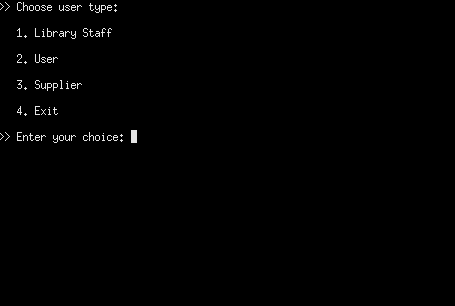 >> Choose user type:
1. Library Staff
2. User
3. Supplier
4. Exit
>> Enter your choice: